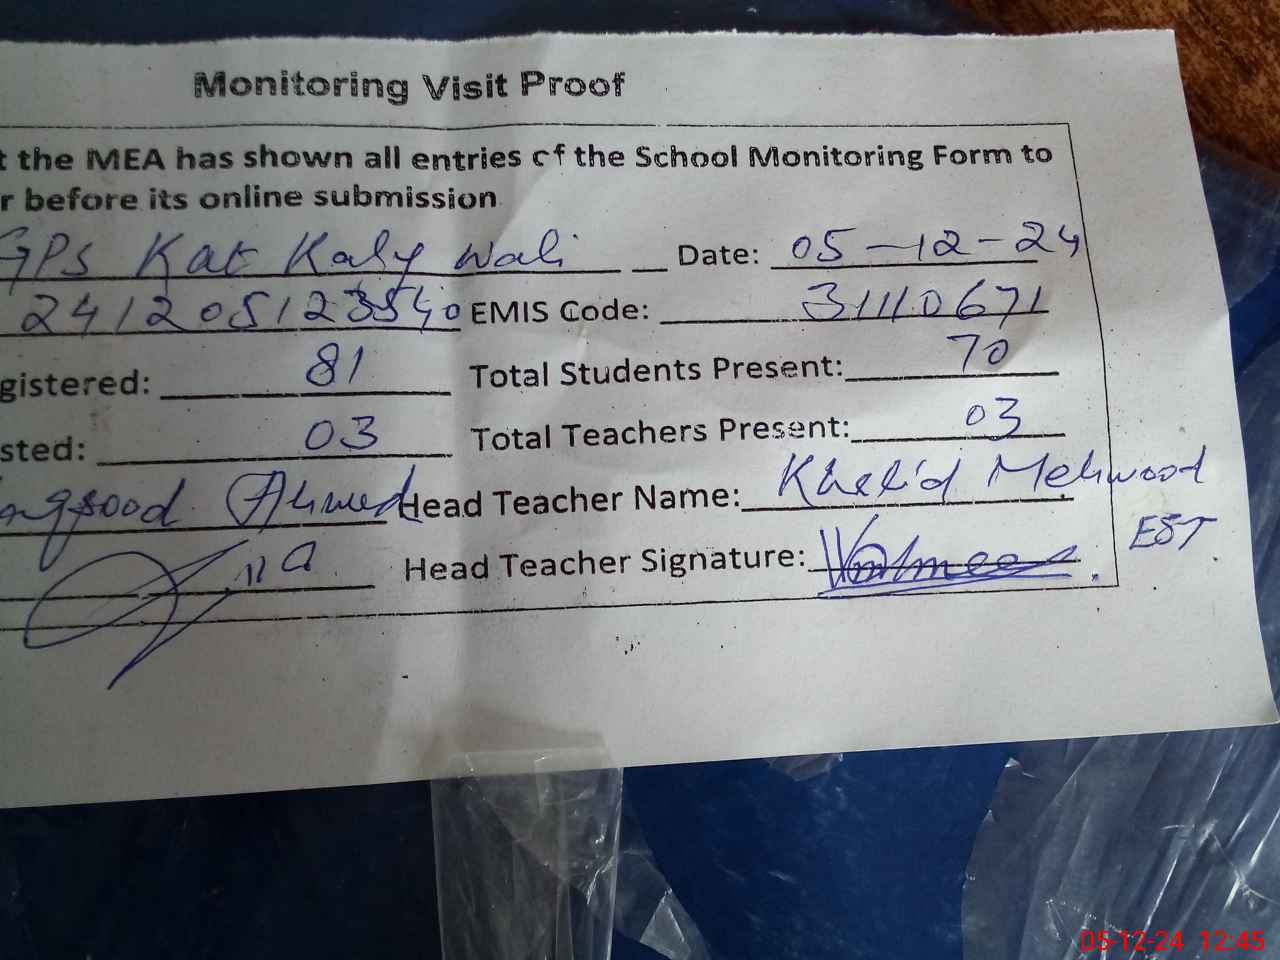 Monitoring Visit Proof
t the MEA has shown all entries of the School Monitoring Form to
r before its online submission
GPS Kat Kaly Wali Date: 05-12-24
241205123540 EMIS Code: 31110671
gistered: 81 Total Students Present: 70
sted: 03 Total Teachers Present: 03
Ahmed Head Teacher Name: Khalid Mehmood
EST
Head Teacher Signature:
05-12-24 12:45